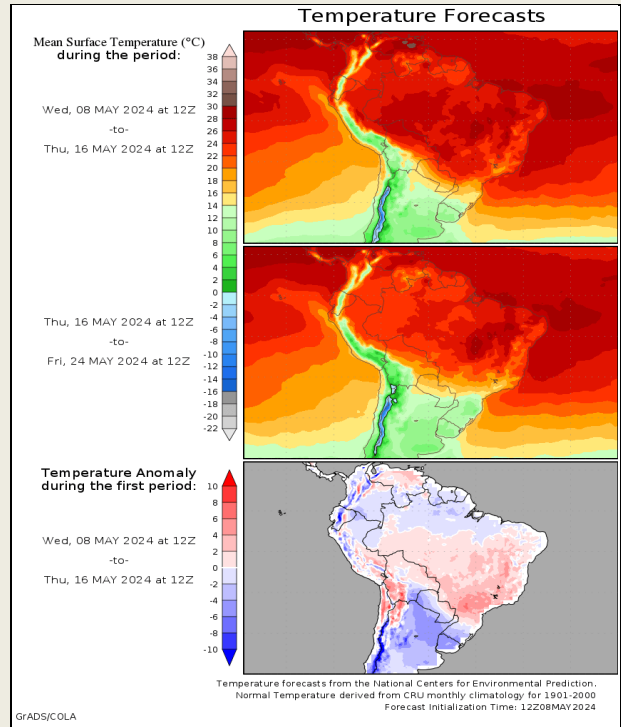 Temperature Forecasts
Mean Surface Temperature (°C)
during the period:
38
36
34
32
30
28
26
24
22
20
18
16
14
12
10
8
6
4
2
0
-2
-4
-6
-8
-10
-12
-14
-16
-18
-20
-22
Wed, 08 MAY 2024 at 12Z
-to-
Thu, 16 MAY 2024 at 12Z
Thu, 16 MAY 2024 at 12Z
-to-
Fri, 24 MAY 2024 at 12Z
Temperature Anomaly
during the first period:
10
8
6
4
2
0
-2
-4
-6
-8
-10
Wed, 08 MAY 2024 at 12Z
-to-
Thu, 16 MAY 2024 at 12Z
Temperature forecasts from the National Centers for Environmental Prediction.
Normal Temperature derived from CRU monthly climatology for 1901-2000
Forecast Initialization Time: 12Z08MAY2024
GrADS/COLA